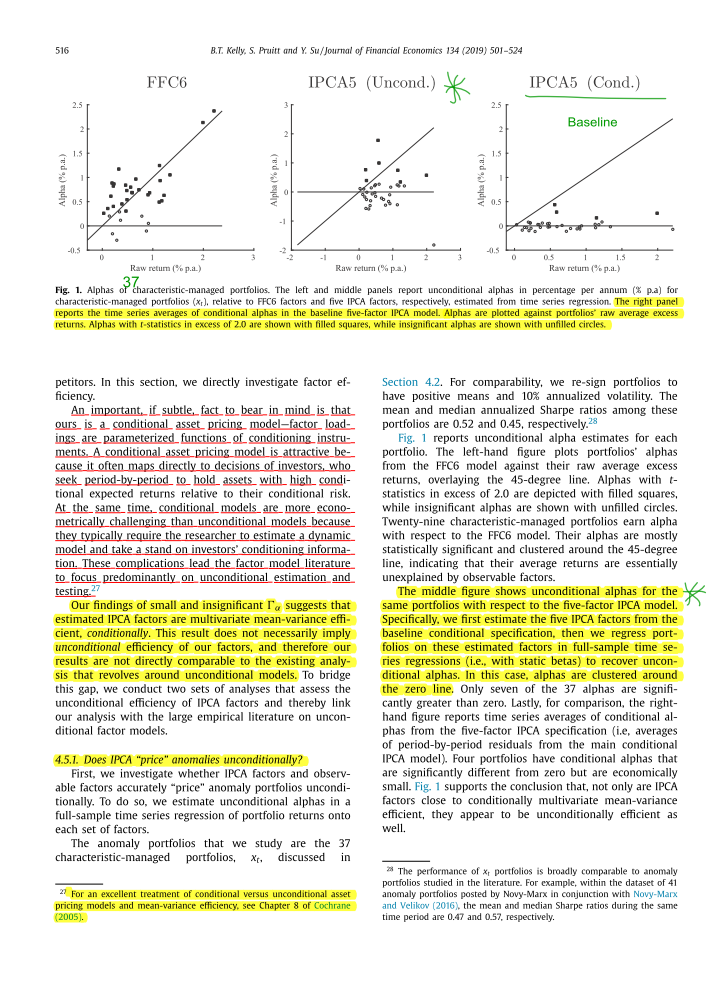 516
B.T. Kelly, S. Pruitt and Y. Su / Journal of Financial Economics 134 (2019) 501–524
FFC6
IPCA5 (Uncond.)
IPCA5 (Cond.)
2.5
2
1.5
1
0.5
0
-0.5
Alpha (% p.a.)
0
1
2
3
Raw return (% p.a.)
3
2
1
0
-1
-2
Alpha (% p.a.)
-2
-1
0
1
2
3
Raw return (% p.a.)
Baseline
2.5
2
1.5
1
0.5
0
-0.5
Alpha (% p.a.)
0
0.5
1
1.5
2
Raw return (% p.a.)
37
Fig. 1. Alphas of characteristic-managed portfolios. The left and middle panels report unconditional alphas in percentage per annum (% p.a) for
characteristic-managed portfolios (xt), relative to FFC6 factors and five IPCA factors, respectively, estimated from time series regression. The right panel
reports the time series averages of conditional alphas in the baseline five-factor IPCA model. Alphas are plotted against portfolios' raw average excess
returns. Alphas with t-statistics in excess of 2.0 are shown with filled squares, while insignificant alphas are shown with unfilled circles.
petitors. In this section, we directly investigate factor ef-
ficiency.
An important, if subtle, fact to bear in mind is that
ours is a conditional asset pricing model—factor load-
ings are parameterized functions of conditioning instru-
ments. A conditional asset pricing model is attractive be-
cause it often maps directly to decisions of investors, who
seek period-by-period to hold assets with high condi-
tional expected returns relative to their conditional risk.
At the same time, conditional models are more econo-
metrically challenging than unconditional models because
they typically require the researcher to estimate a dynamic
model and take a stand on investors' conditioning informa-
tion. These complications lead the factor model literature
to focus predominantly on unconditional estimation and
testing.27
Our findings of small and insignificant Γα suggests that
estimated IPCA factors are multivariate mean-variance effi-
cient, conditionally. This result does not necessarily imply
unconditional efficiency of our factors, and therefore our
results are not directly comparable to the existing analy-
sis that revolves around unconditional models. To bridge
this gap, we conduct two sets of analyses that assess the
unconditional efficiency of IPCA factors and thereby link
our analysis with the large empirical literature on uncon-
ditional factor models.
4.5.1. Does IPCA “price” anomalies unconditionally?
First, we investigate whether IPCA factors and observ-
able factors accurately “price” anomaly portfolios uncondi-
tionally. To do so, we estimate unconditional alphas in a
full-sample time series regression of portfolio returns onto
each set of factors.
The anomaly portfolios that we study are the 37
characteristic-managed portfolios, xt, discussed in
27 For an excellent treatment of conditional versus unconditional asset
pricing models and mean-variance efficiency, see Chapter 8 of Cochrane
(2005).
Section 4.2. For comparability, we re-sign portfolios to
have positive means and 10% annualized volatility. The
mean and median annualized Sharpe ratios among these
portfolios are 0.52 and 0.45, respectively.28
Fig. 1 reports unconditional alpha estimates for each
portfolio. The left-hand figure plots portfolios' alphas
from the FFC6 model against their raw average excess
returns, overlaying the 45-degree line. Alphas with t-
statistics in excess of 2.0 are depicted with filled squares,
while insignificant alphas are shown with unfilled circles.
Twenty-nine characteristic-managed portfolios earn alpha
with respect to the FFC6 model. Their alphas are mostly
statistically significant and clustered around the 45-degree
line, indicating that their average returns are essentially
unexplained by observable factors.
The middle figure shows unconditional alphas for the
same portfolios with respect to the five-factor IPCA model.
Specifically, we first estimate the five IPCA factors from the
baseline conditional specification, then we regress port-
folios on these estimated factors in full-sample time se-
ries regressions (i.e., with static betas) to recover uncon-
ditional alphas. In this case, alphas are clustered around
the zero line. Only seven of the 37 alphas are signifi-
cantly greater than zero. Lastly, for comparison, the right-
hand figure reports time series averages of conditional al-
phas from the five-factor IPCA specification (i.e, averages
of period-by-period residuals from the main conditional
IPCA model). Four portfolios have conditional alphas that
are significantly different from zero but are economically
small. Fig. 1 supports the conclusion that, not only are IPCA
factors close to conditionally multivariate mean-variance
efficient, they appear to be unconditionally efficient as
well.
28 The performance of xt portfolios is broadly comparable to anomaly
portfolios studied in the literature. For example, within the dataset of 41
anomaly portfolios posted by Novy-Marx in conjunction with Novy-Marx
and Velikov (2016), the mean and median Sharpe ratios during the same
time period are 0.47 and 0.57, respectively.